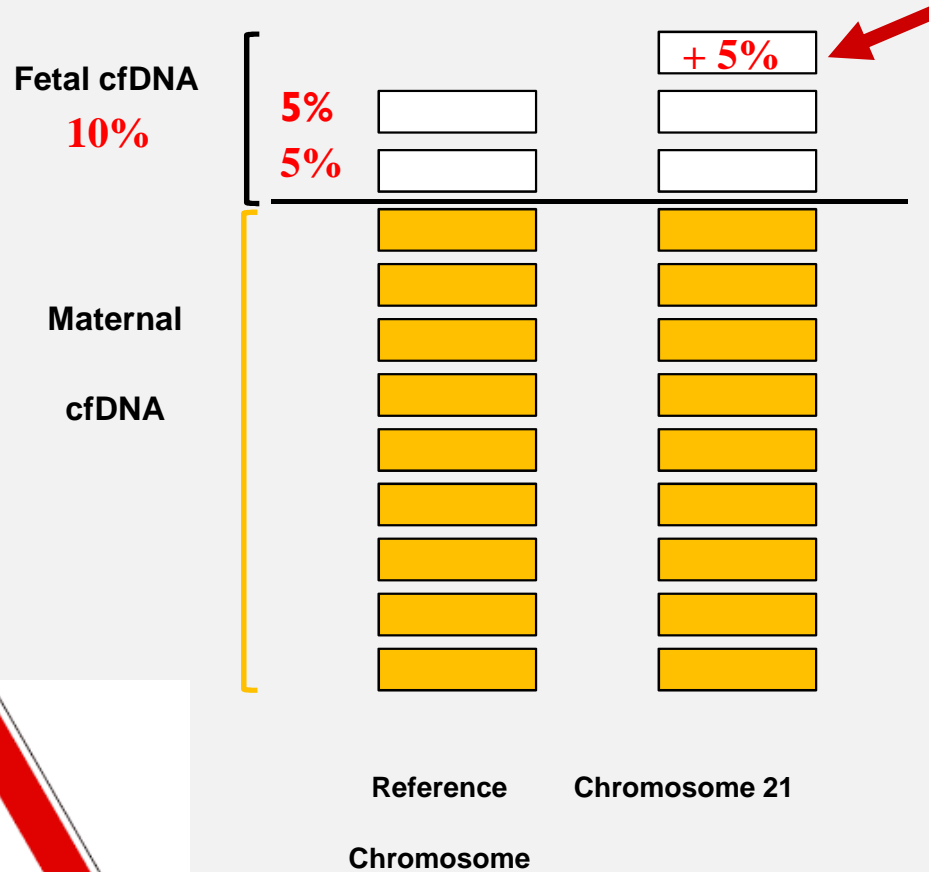 + 5%
Fetal cfDNA
10%
5%
5%
Maternal
cfDNA
Reference
Chromosome
Chromosome 21